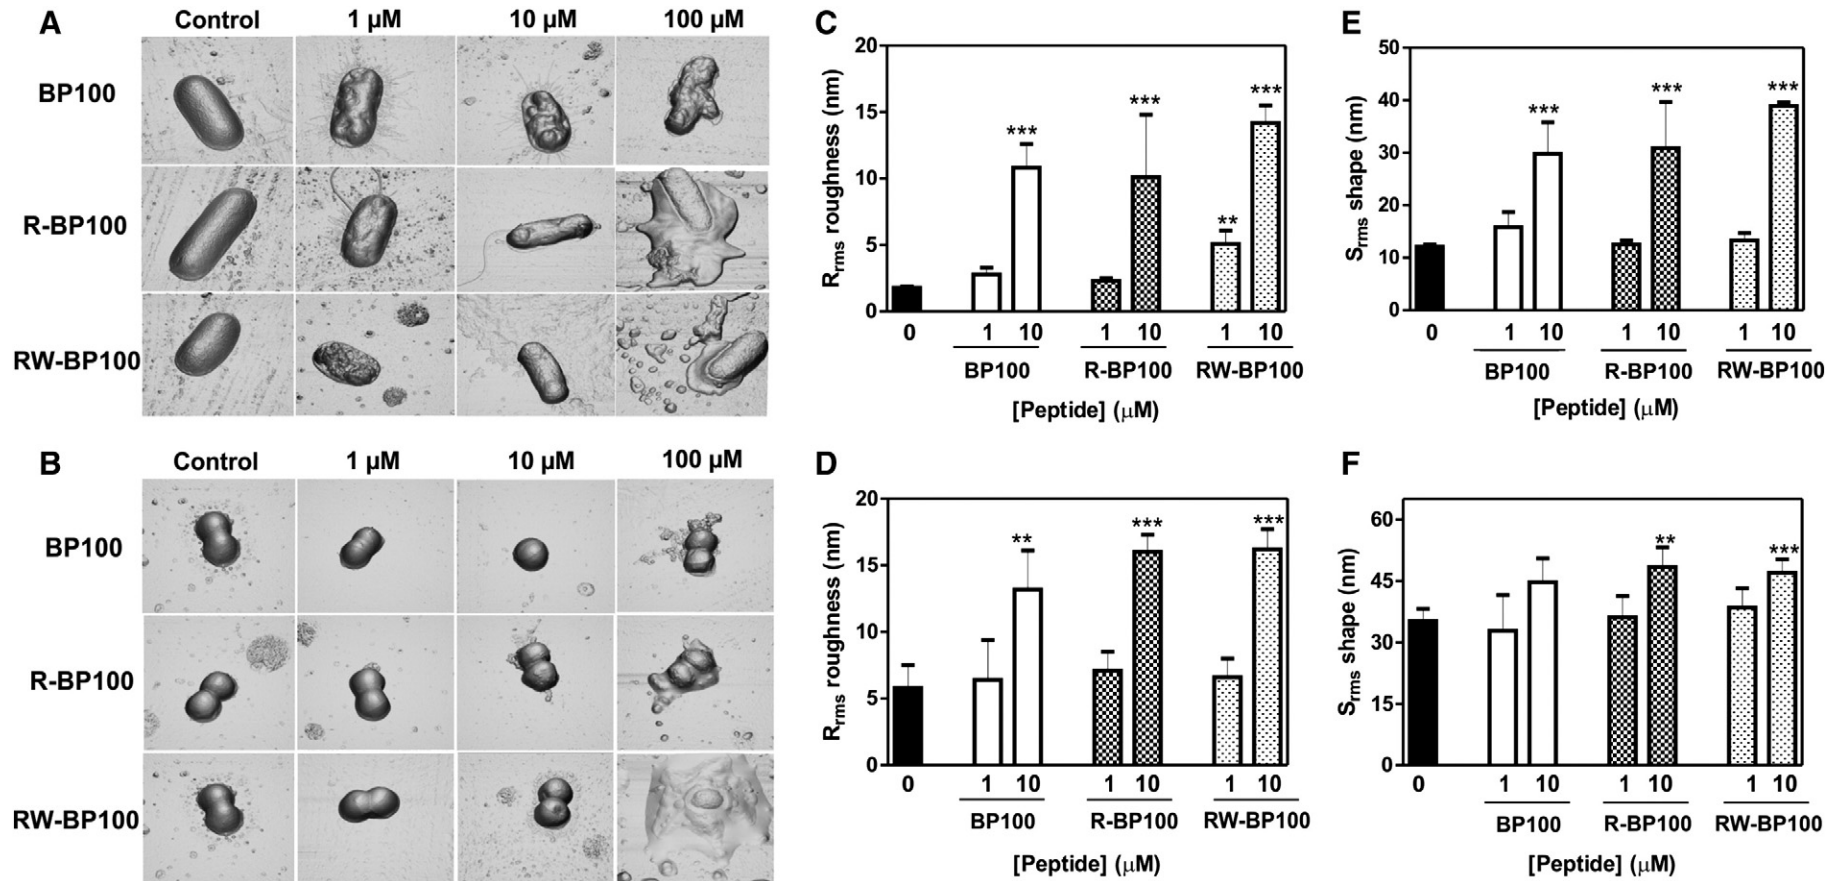 A
Control
1 µM
10 µM
100 µM
BP100
R-BP100
RW-BP100
B
Control
1 µM
10 µM
100 µM
BP100
R-BP100
RW-BP100
C
Rrms roughness (nm)
20
15
10
5
0
***
***
**
***
0
1
10
1
10
1
10
BP100
R-BP100
RW-BP100
[Peptide] (µM)
D
Rrms roughness (nm)
20
15
10
5
0
**
***
***
0
1
10
1
10
1
10
BP100
R-BP100
RW-BP100
[Peptide] (µM)
E
Srms shape (nm)
50
40
30
20
10
0
***
***
***
0
1
10
1
10
1
10
BP100
R-BP100
RW-BP100
[Peptide] (µM)
F
Srms shape (nm)
60
45
30
15
0
**
***
0
1
10
1
10
1
10
BP100
R-BP100
RW-BP100
[Peptide] (µM)